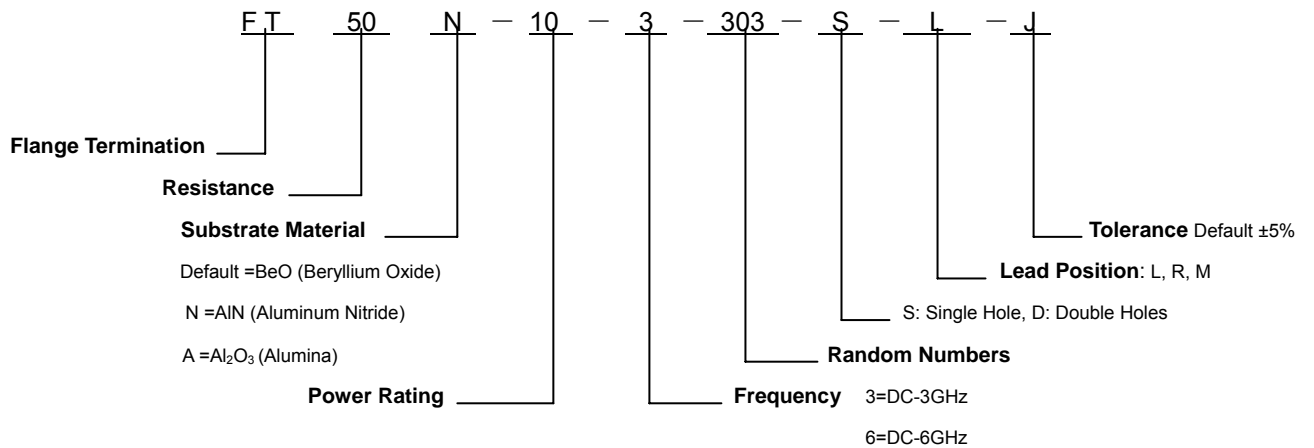 FT 50 N — 10 — 3 — 303 — S — L — J
Flange Termination
Resistance
Substrate Material
Tolerance Default ±5%
Default =BeO (Beryllium Oxide)
Lead Position: L, R, M
N =AlN (Aluminum Nitride)
S: Single Hole, D: Double Holes
A =Al₂O₃ (Alumina)
Random Numbers
Power Rating
Frequency 3=DC-3GHz
6=DC-6GHz